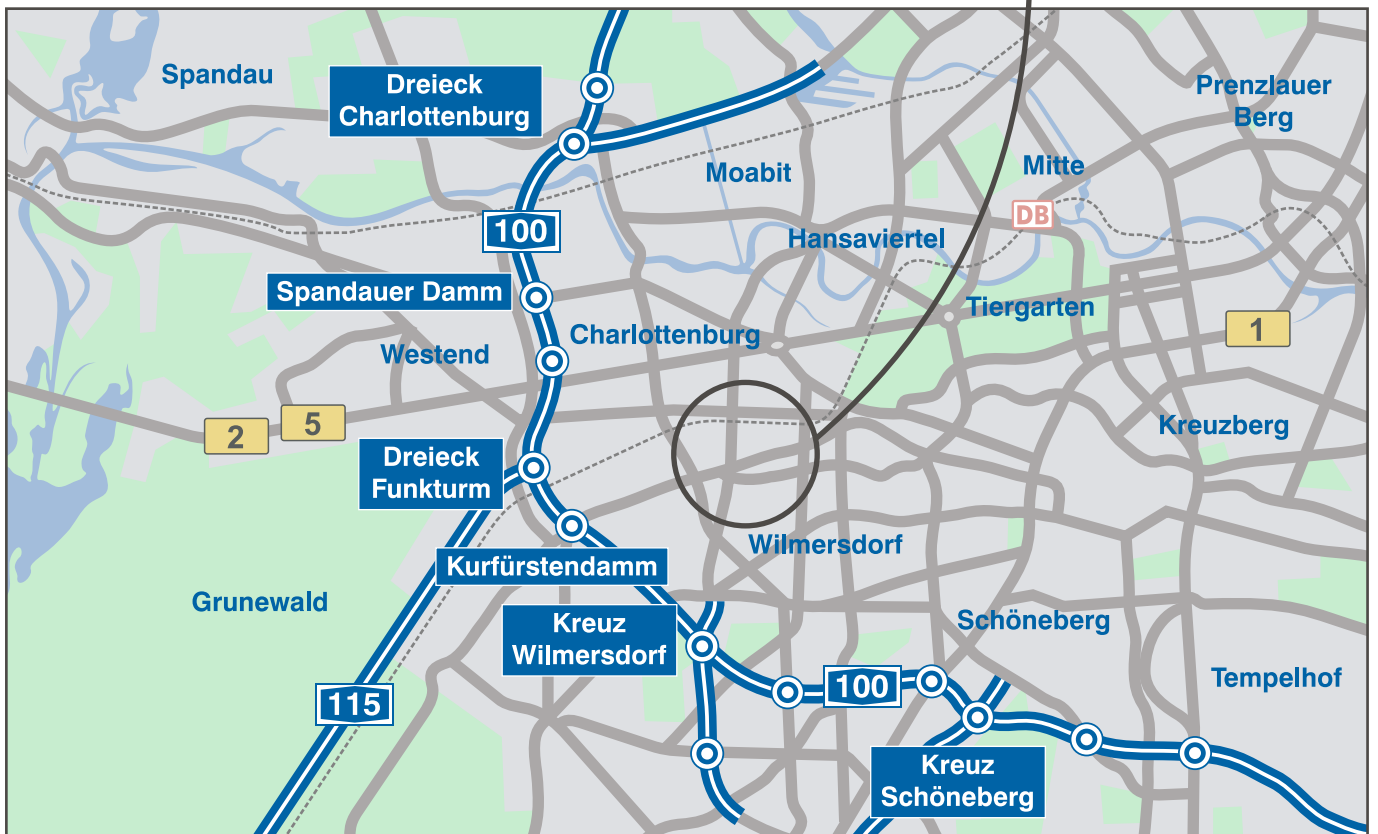 Spandau
Dreieck
Charlottenburg
Prenzlauer
Berg
Moabit
Mitte
DB
100
Hansaviertel
Spandauer Damm
Tiergarten
Charlottenburg
1
Westend
2
5
Kreuzberg
Dreieck
Funkturm
Wilmersdorf
Kurfürstendamm
Grunewald
Kreuz
Wilmersdorf
Schöneberg
Tempelhof
115
100
Kreuz
Schöneberg